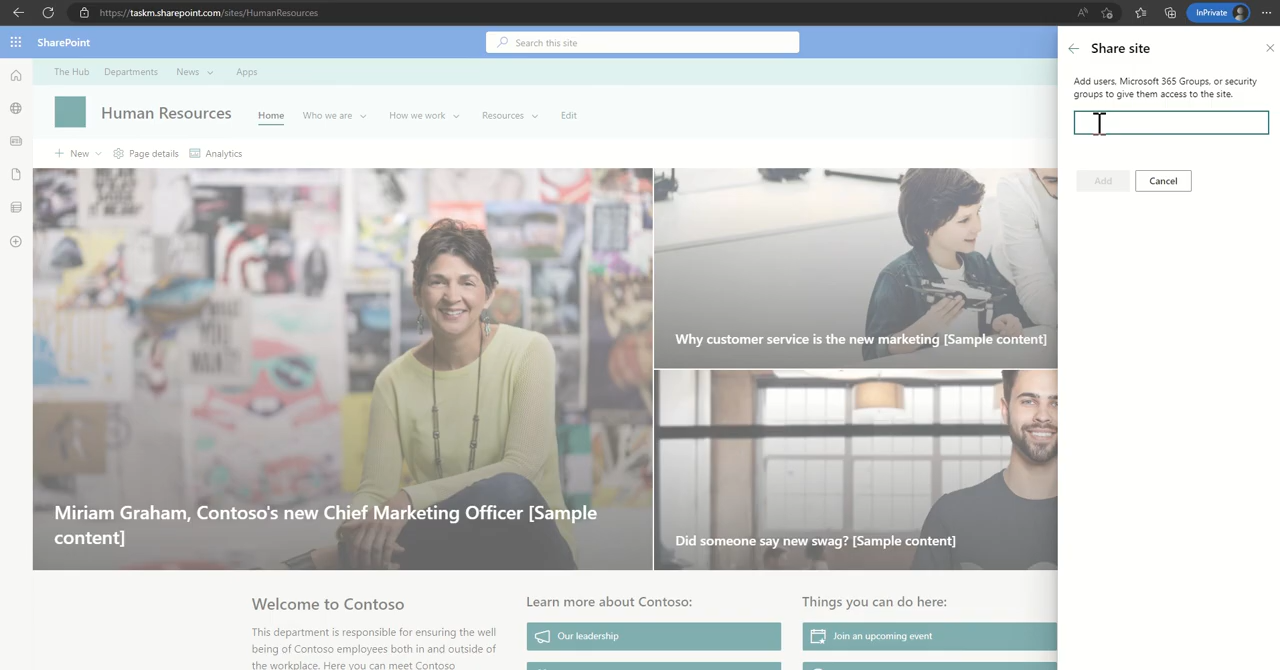 https://taskm.sharepoint.com/sites/HumanResources
InPrivate
SharePoint
Search this site
The Hub Departments News Apps
Human Resources Home Who we are How we work Resources Edit
New Page details Analytics
Miriam Graham, Contoso's new Chief Marketing Officer [Sample
content]
Why customer service is the new marketing [Sample content]
Did someone say new swag? [Sample content]
Welcome to Contoso
This department is responsible for ensuring the well
being of Contoso employees both in and outside of
the workplace. Here you can meet Contoso
Learn more about Contoso:
Our leadership
Things you can do here:
Join an upcoming event
Share site
Add users, Microsoft 365 Groups, or security
groups to give them access to the site.
Add Cancel